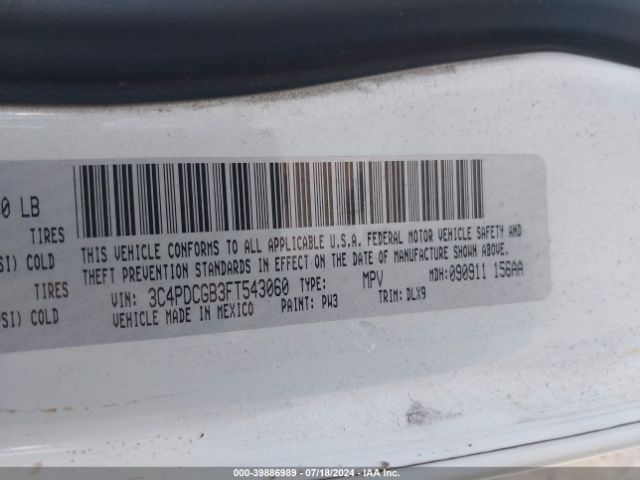 0 LB
TIRES
SI) COLD
TIRES
SI) COLD
THIS VEHICLE CONFORMS TO ALL APPLICABLE U.S.A. FEDERAL MOTOR VEHICLE SAFETY AND
THEFT PREVENTION STANDARDS IN EFFECT ON THE DATE OF MANUFACTURE SHOWN ABOVE.
VIN: 3C4PDCGB3FT543060 TYPE: MPV MDH: 090911 156AA
VEHICLE MADE IN MEXICO PAINT: PW3 TRIM: DLX9
000-39886989 - 07/18/2024 - IAA Inc.